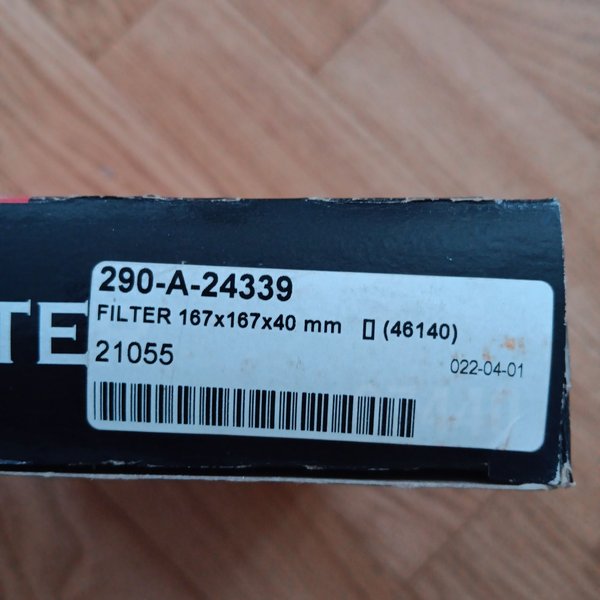 TE
290-A-24339
FILTER 167x167x40 mm ▯ (46140)
21055
022-04-01